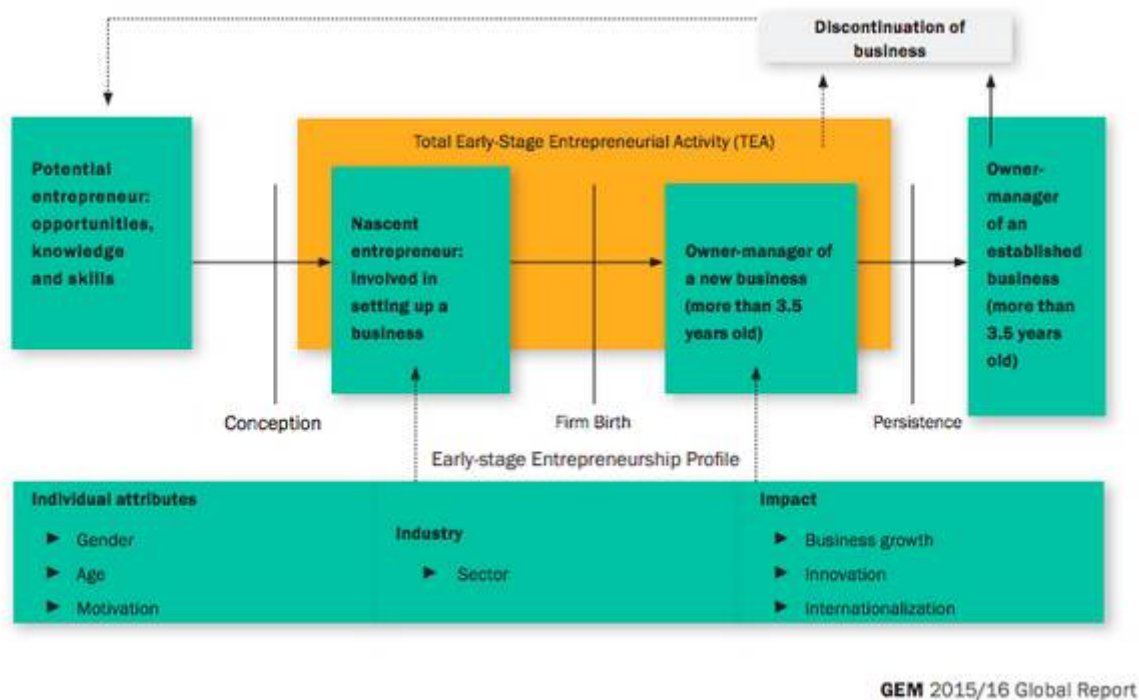 Discontinuation of
business
Total Early-Stage Entrepreneurial Activity (TEA)
Potential
entrepreneur:
opportunities,
knowledge
and skills
Nascent
entrepreneur:
Involved in
setting up a
business
Owner-manager of
a new business
(more than 3.5
years old)
Owner-
manager
of an
established
business
(more than
3.5 years
old)
Conception
Firm Birth
Persistence
Early-stage Entrepreneurship Profile
Individual attributes
► Gender
► Age
► Motivation
Industry
► Sector
Impact
► Business growth
► Innovation
► Internationalization
GEM 2015/16 Global Report